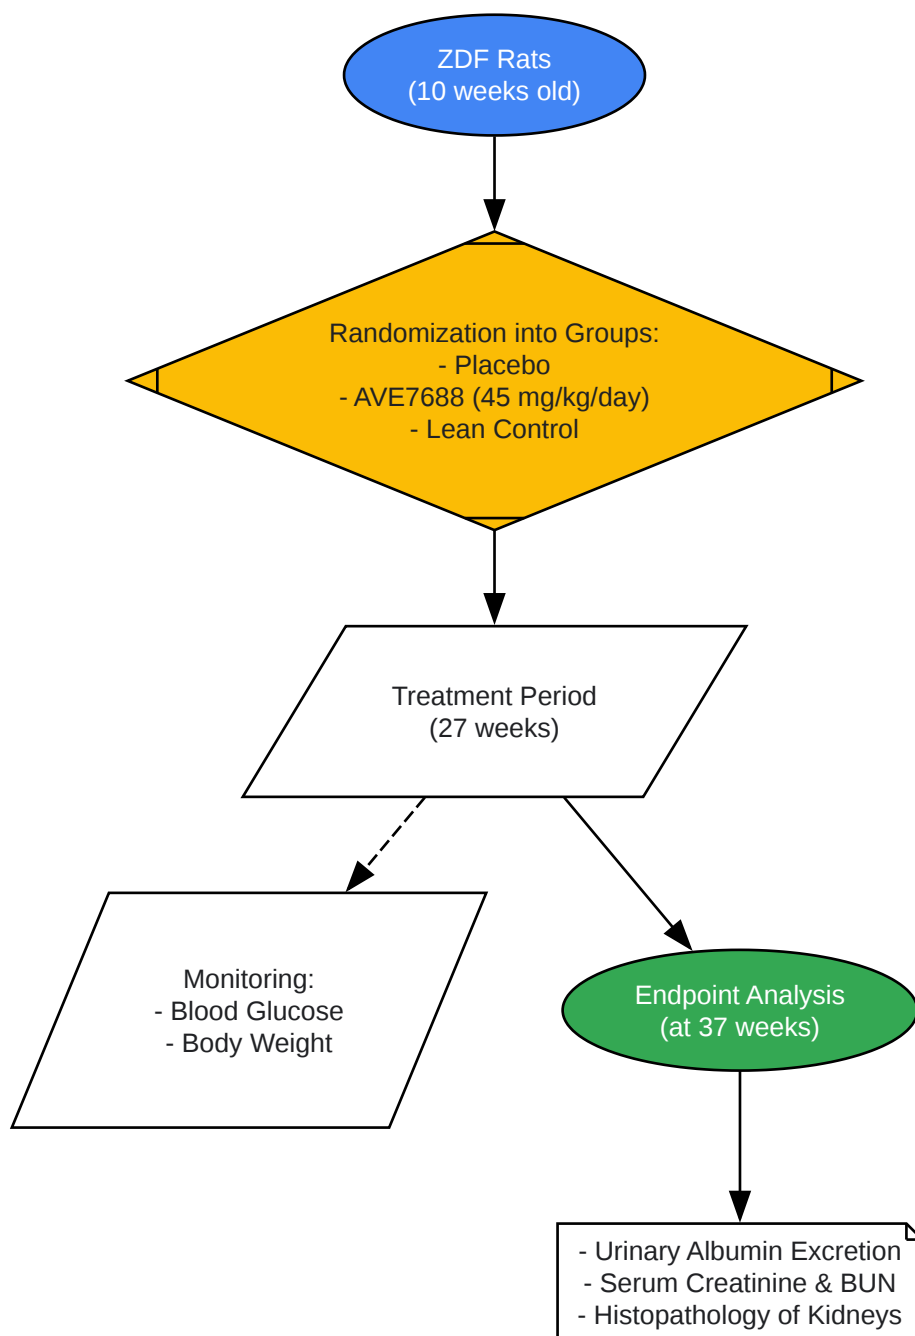 ZDF Rats
(10 weeks old)
Randomization into Groups:
- Placebo
- AVE7688 (45 mg/kg/day)
- Lean Control
Treatment Period
(27 weeks)
Monitoring:
- Blood Glucose
- Body Weight
Endpoint Analysis
(at 37 weeks)
- Urinary Albumin Excretion
- Serum Creatinine & BUN
- Histopathology of Kidneys